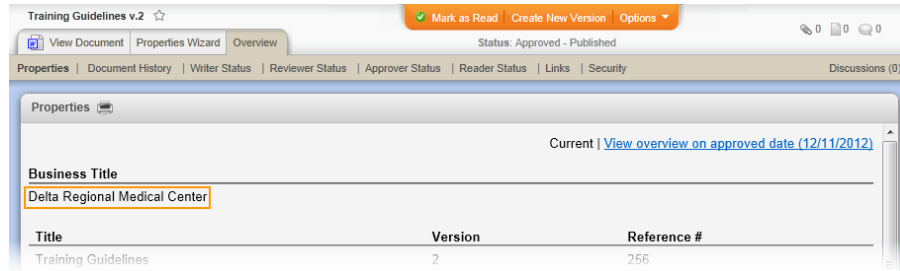 Training Guidelines v.2
Mark as Read Create New Version Options
0 0 0
View Document Properties Wizard Overview
Status: Approved - Published
Properties | Document History | Writer Status | Reviewer Status | Approver Status | Reader Status | Links | Security Discussions (0)
Properties
Current | View overview on approved date (12/11/2012)
Business Title
Delta Regional Medical Center
Title Version Reference #
Training Guidelines 2 256